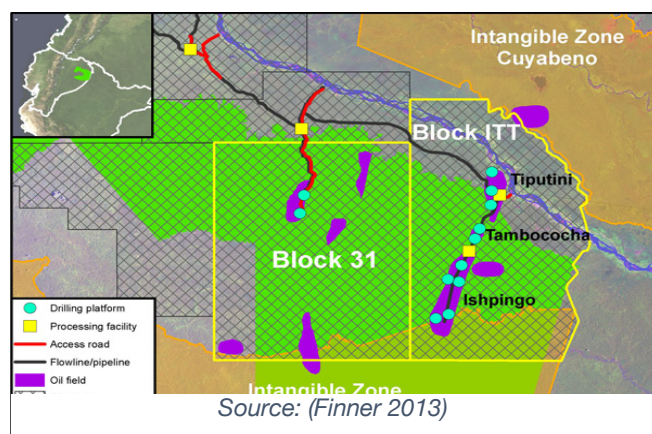 Intangible Zone
Cuyabeno
Block ITT
Tiputini
Tambococha
Block 31
Ishpingo
Drilling platform
Processing facility
Access road
Flowline/pipeline
Oil field
Intangible Zone
Source: (Finner 2013)